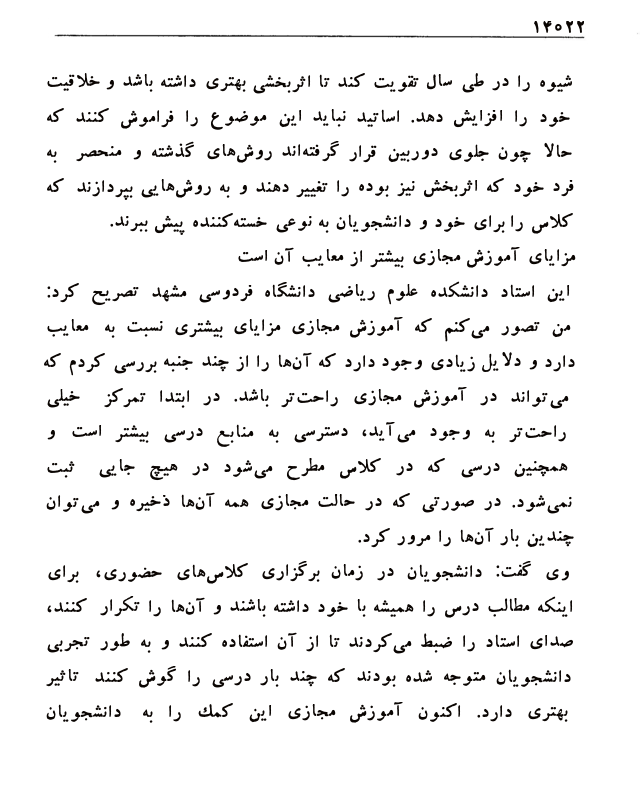 ۱۴۰۲۲
شیوه را در طی سال تقویت کند تا اثربخشی بهتری داشته باشد و خلاقیت
خود را افزایش دهد. اساتید نباید این موضوع را فراموش کنند که
حالا چون جلوی دوربین قرار گرفته‌اند روش‌های گذشته و منحصر به
فرد خود که اثربخش نیز بوده را تغییر دهند و به روش‌هایی بپردازند که
کلاس را برای خود و دانشجویان به نوعی خسته‌کننده پیش ببرند.
مزایای آموزش مجازی بیشتر از معایب آن است
این استاد دانشکده علوم ریاضی دانشگاه فردوسی مشهد تصریح کرد:
من تصور می‌کنم که آموزش مجازی مزایای بیشتری نسبت به معایب
دارد و دلایل زیادی وجود دارد که آن‌ها را از چند جنبه بررسی کردم که
می‌تواند در آموزش مجازی راحت‌تر باشد. در ابتدا تمرکز خیلی
راحت‌تر به وجود می‌آید، دسترسی به منابع درسی بیشتر است و
همچنین درسی که در کلاس مطرح می‌شود در هیچ جایی ثبت
نمی‌شود. در صورتی که در حالت مجازی همه آن‌ها ذخیره و می‌توان
چندین بار آن‌ها را مرور کرد.
وی گفت: دانشجویان در زمان برگزاری کلاس‌های حضوری، برای
اینکه مطالب درس را همیشه با خود داشته باشند و آن‌ها را تکرار کنند،
صدای استاد را ضبط می‌کردند تا از آن استفاده کنند و به طور تجربی
دانشجویان متوجه شده بودند که چند بار درسی را گوش کنند تاثیر
بهتری دارد. اکنون آموزش مجازی این کمك را به دانشجویان